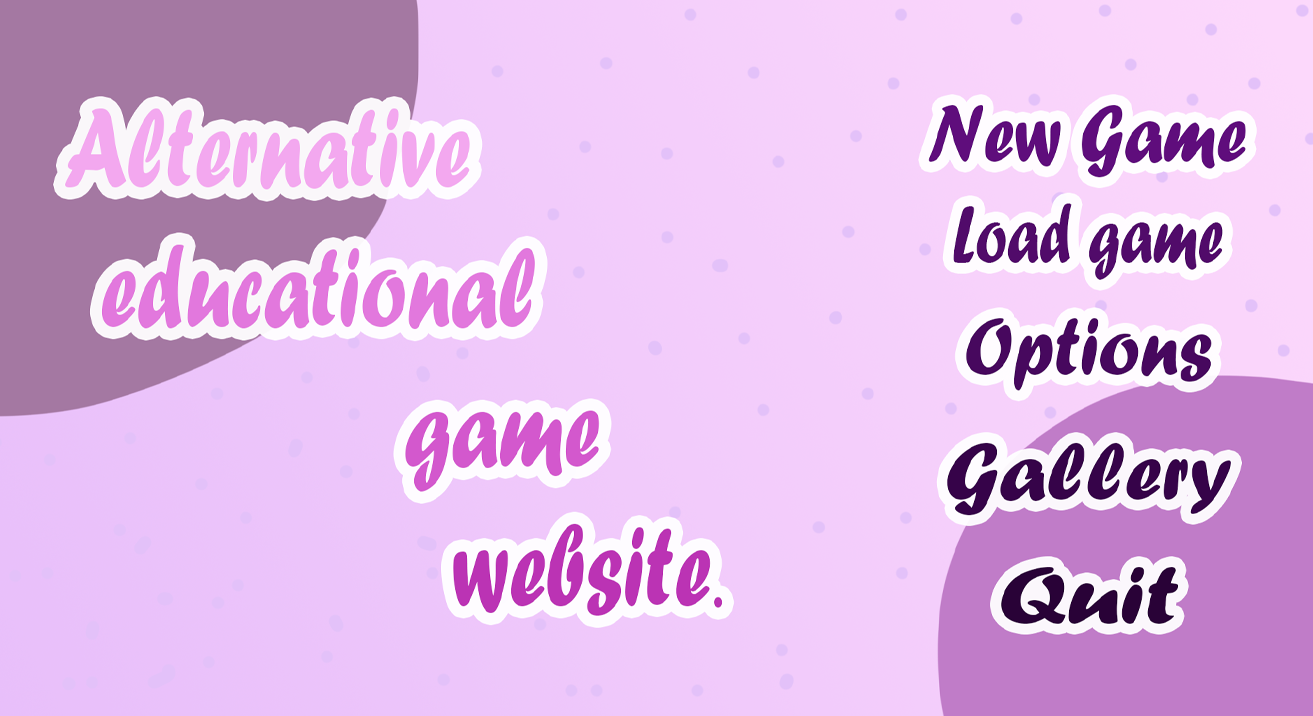 Alternative
educational
game
website.
New Game
Load game
Options
Gallery
Quit